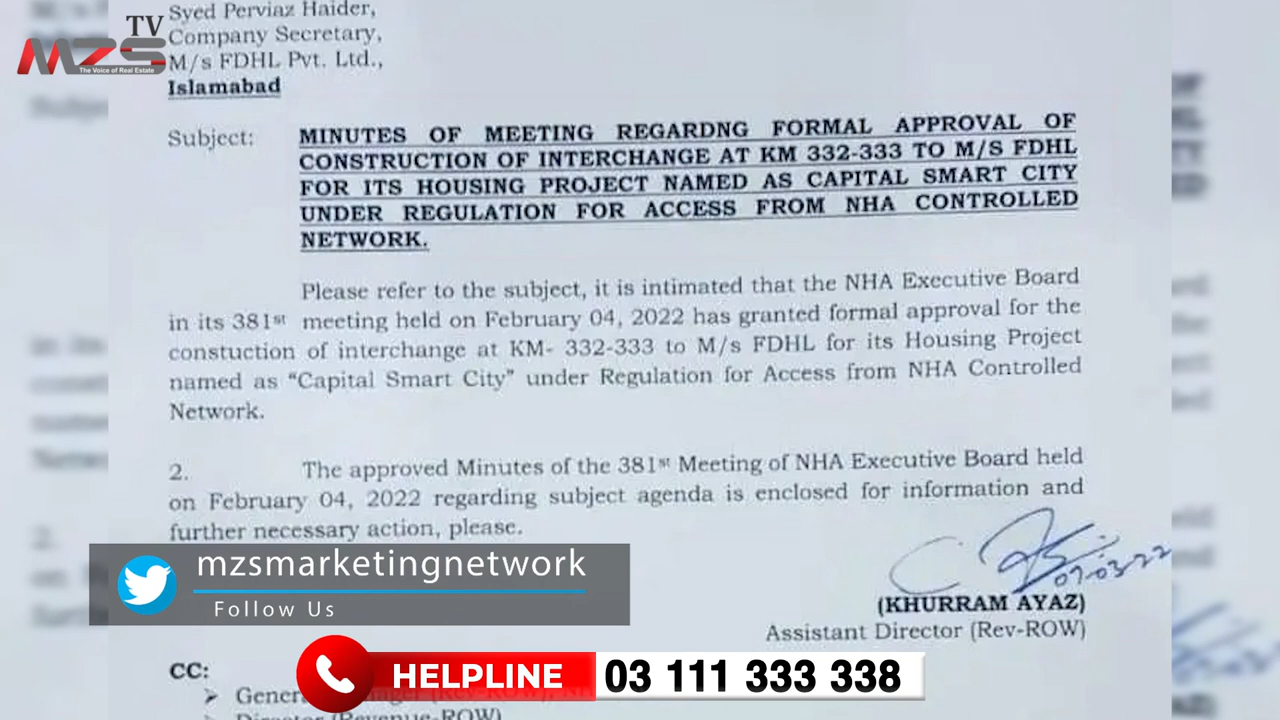 TV
MZS
The Voice of Real Estate
Syed Perviaz Haider,
Company Secretary,
M/s FDHL Pvt. Ltd.,
Islamabad
Subject: MINUTES OF MEETING REGARDNG FORMAL APPROVAL OF
CONSTRUCTION OF INTERCHANGE AT KM 332-333 TO M/S FDHL
FOR ITS HOUSING PROJECT NAMED AS CAPITAL SMART CITY
UNDER REGULATION FOR ACCESS FROM NHA CONTROLLED
NETWORK.
Please refer to the subject, it is intimated that the NHA Executive Board
in its 381st meeting held on February 04, 2022 has granted formal approval for the
constuction of interchange at KM- 332-333 to M/s FDHL for its Housing Project
named as “Capital Smart City” under Regulation for Access from NHA Controlled
Network.
2. The approved Minutes of the 381st Meeting of NHA Executive Board held
on February 04, 2022 regarding subject agenda is enclosed for information and
further necessary action, please.
mzsmarketingnetwork
Follow Us
07-03-22
(KHURRAM AYAZ)
Assistant Director (Rev-ROW)
HELPLINE 03 111 333 338
CC:
Director (Revenue-ROW)